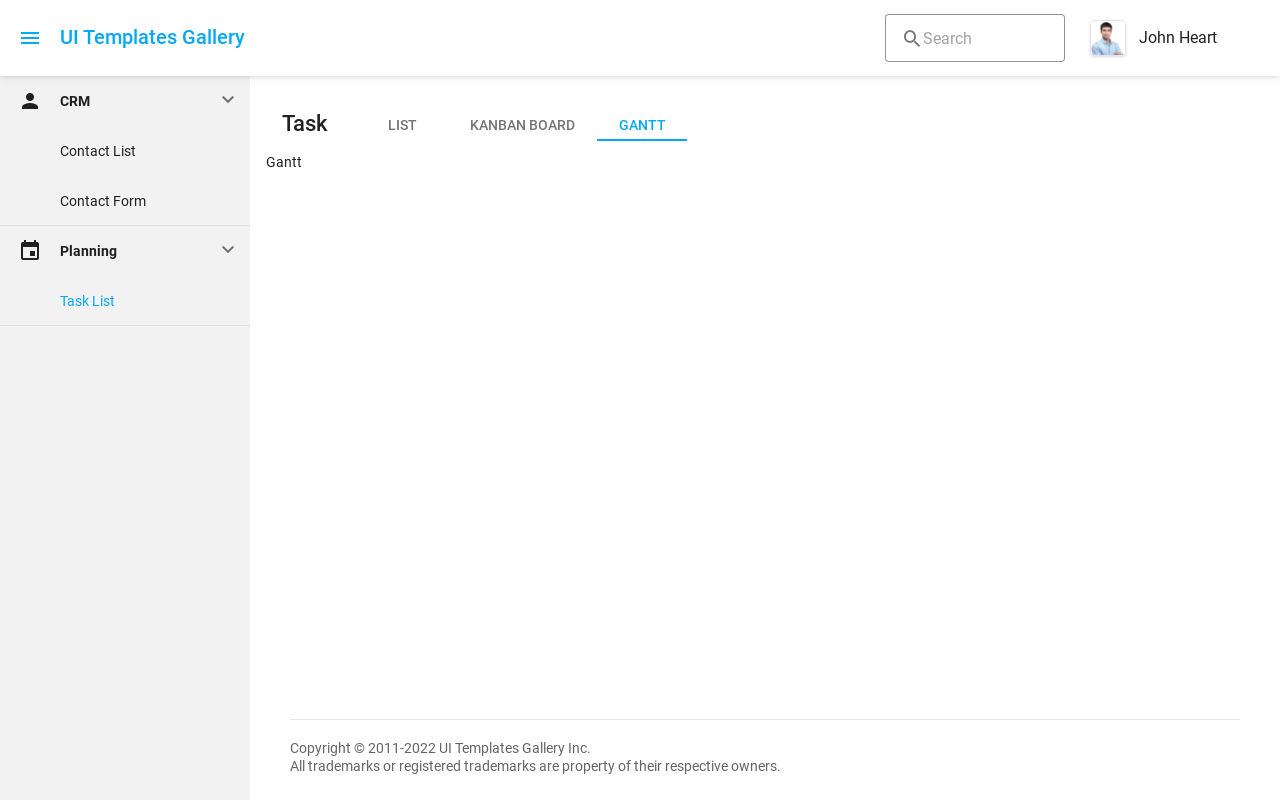 UI Templates Gallery
Search
John Heart
CRM
Contact List
Contact Form
Planning
Task List
Task
LIST
KANBAN BOARD
GANTT
Gantt
Copyright © 2011-2022 UI Templates Gallery Inc.
All trademarks or registered trademarks are property of their respective owners.